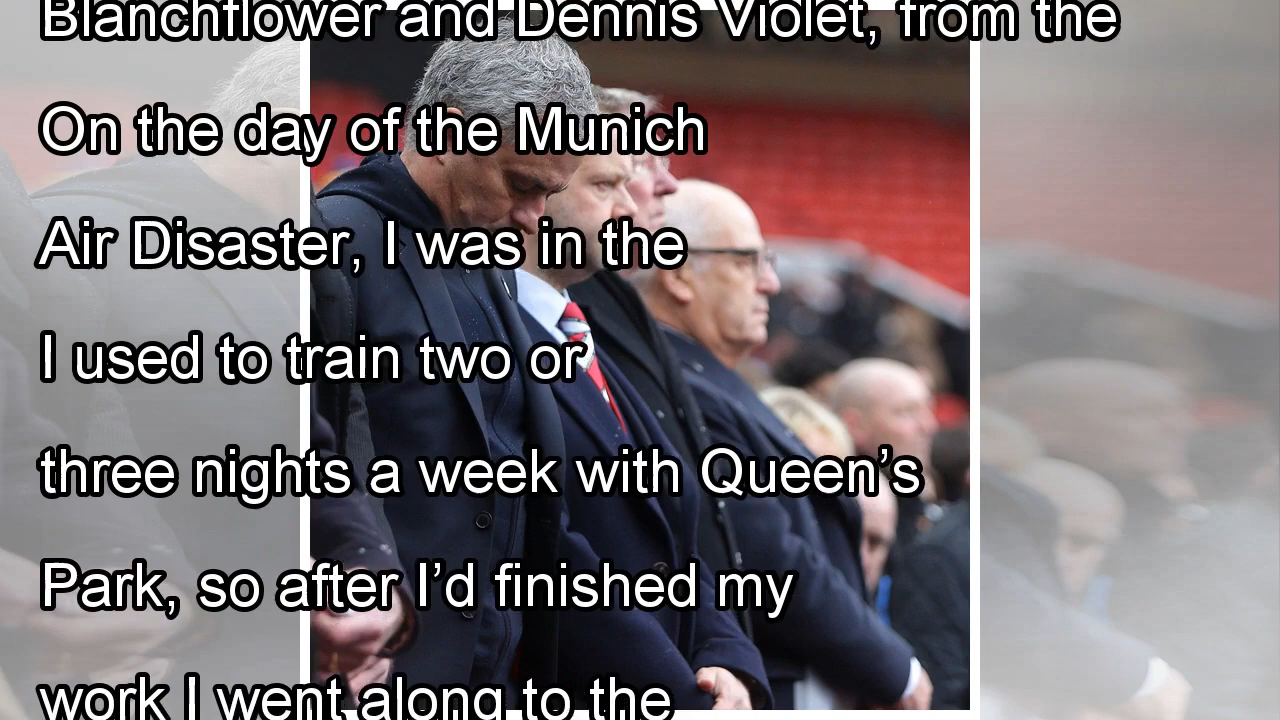 Blanchflower and Dennis Violet, from the
On the day of the Munich
Air Disaster, I was in the
I used to train two or
three nights a week with Queen’s
Park, so after I’d finished my
work I went along to the